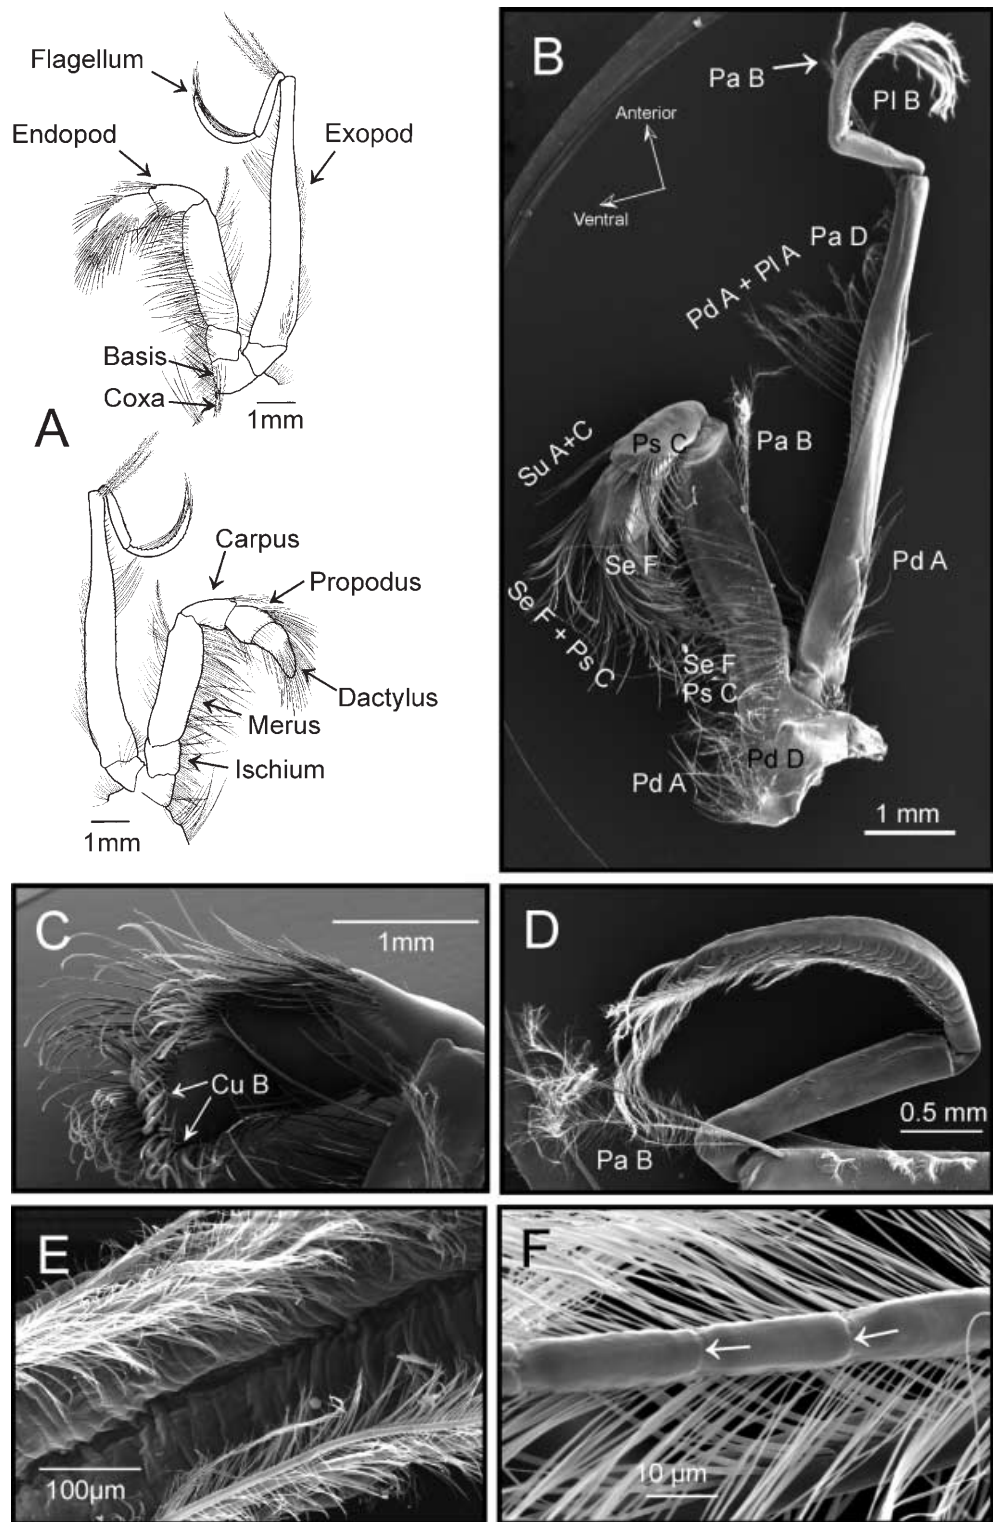 Flagellum
Endopod
Exopod
Basis
Coxa
1mm
A
Carpus
Propodus
Dactylus
Merus
Ischium
1mm
B
Pa B
Pl B
Anterior
Ventral
Pa D
Pd A + Pl A
Su A+C
Ps C
Pa B
Se F
Pd A
Se F + Ps C
Se F
Ps C
Pd D
Pd A
1 mm
C
1mm
Cu B
D
0.5 mm
Pa B
E
100µm
F
10 µm